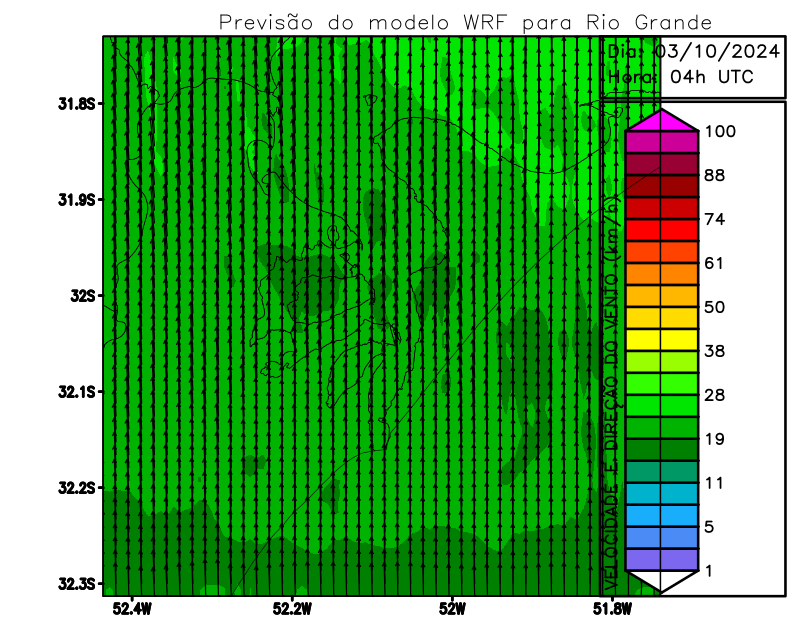 Previsão do modelo WRF para Rio Grande
Dia: 03/10/2024
Hora: 04h UTC
31.8S
31.9S
32S
32.1S
32.2S
32.3S
52.4W
52.2W
52W
51.8W
VELOCIDADE E DIREÇÃO DO VENTO (km/h)
100
88
74
61
50
38
28
19
11
5
1